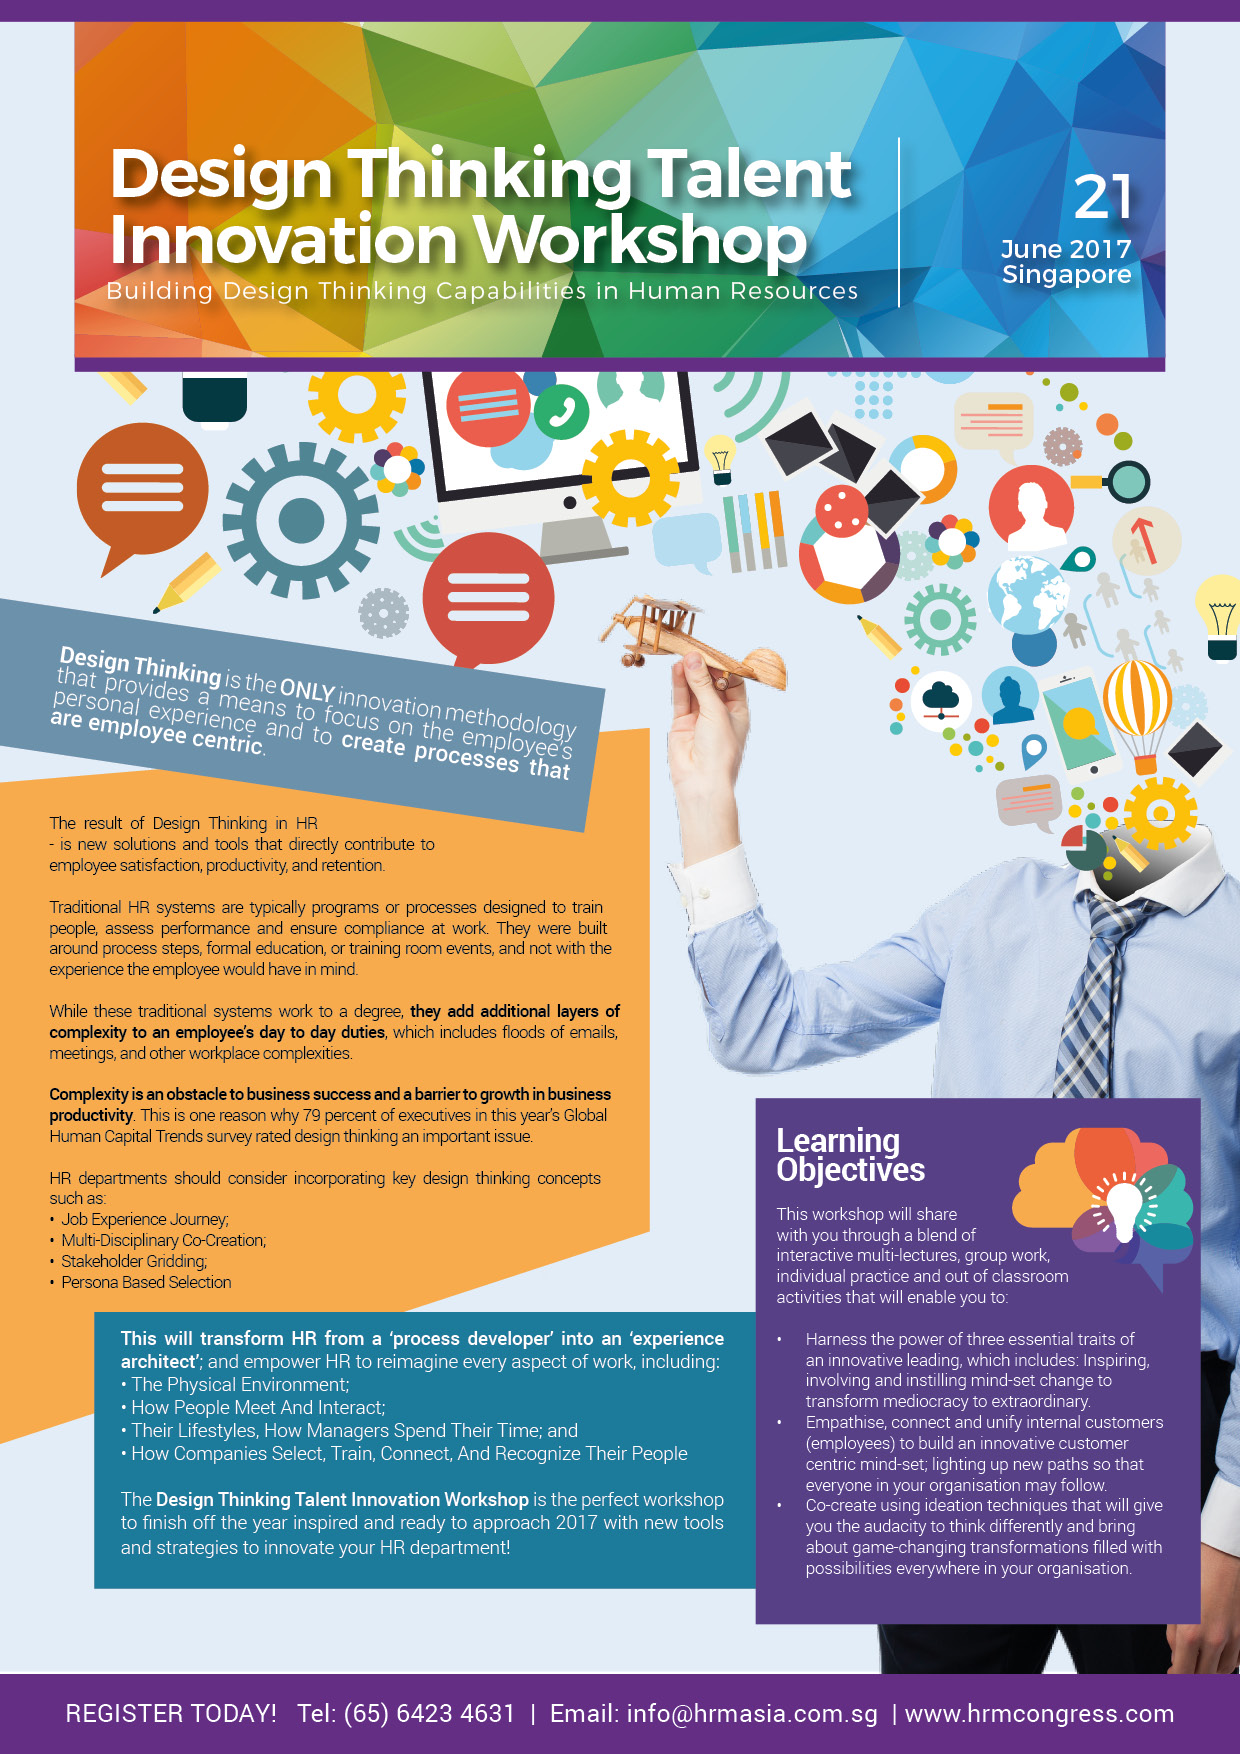 Design Thinking Talent
Innovation Workshop
Building Design Thinking Capabilities in Human Resources
21
June 2017
Singapore
Design Thinking is the ONLY innovation methodology
that provides a means to focus on the employee's
personal experience and to create processes that
are employee centric.
The result of Design Thinking in HR
- is new solutions and tools that directly contribute to
employee satisfaction, productivity, and retention.
Traditional HR systems are typically programs or processes designed to train
people, assess performance and ensure compliance at work. They were built
around process steps, formal education, or training room events, and not with the
experience the employee would have in mind.
While these traditional systems work to a degree, they add additional layers of
complexity to an employee's day to day duties, which includes floods of emails,
meetings, and other workplace complexities.
Complexity is an obstacle to business success and a barrier to growth in business
productivity. This is one reason why 79 percent of executives in this year's Global
Human Capital Trends survey rated design thinking an important issue.
HR departments should consider incorporating key design thinking concepts
such as:
• Job Experience Journey;
• Multi-Disciplinary Co-Creation;
• Stakeholder Gridding;
• Persona Based Selection
This will transform HR from a 'process developer' into an 'experience
architect'; and empower HR to reimagine every aspect of work, including:
• The Physical Environment;
• How People Meet And Interact;
• Their Lifestyles, How Managers Spend Their Time; and
• How Companies Select, Train, Connect, And Recognize Their People
The Design Thinking Talent Innovation Workshop is the perfect workshop
to finish off the year inspired and ready to approach 2017 with new tools
and strategies to innovate your HR department!
Learning
Objectives
This workshop will share
with you through a blend of
interactive multi-lectures, group work,
individual practice and out of classroom
activities that will enable you to:
• Harness the power of three essential traits of
an innovative leading, which includes: Inspiring,
involving and instilling mind-set change to
transform mediocracy to extraordinary.
• Empathise, connect and unify internal customers
(employees) to build an innovative customer
centric mind-set; lighting up new paths so that
everyone in your organisation may follow.
• Co-create using ideation techniques that will give
you the audacity to think differently and bring
about game-changing transformations filled with
possibilities everywhere in your organisation.
REGISTER TODAY! Tel: (65) 6423 4631 | Email: info@hrmasia.com.sg | www.hrmcongress.com